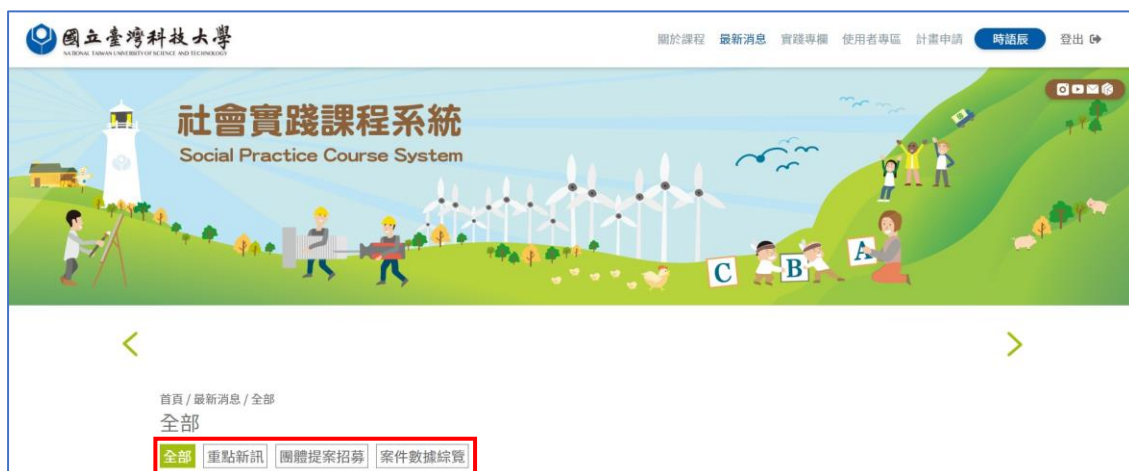 國立臺灣科技大學
NATIONAL TAIWAN UNIVERSITY OF SCIENCE AND TECHNOLOGY
關於課程 最新消息 實踐專欄 使用者專區 計畫申請 時語辰 登出
社會實踐課程系統
Social Practice Course System
C B A
首頁 / 最新消息 / 全部
全部
全部 重點新訊 團體提案招募 案件數據綜覽